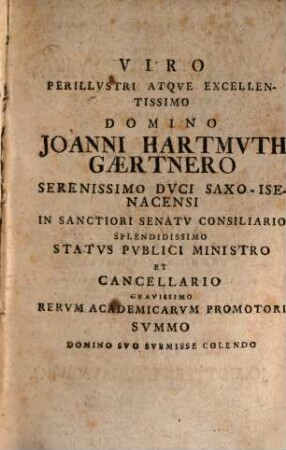 VIRO
PERILLVSTRI ATQVE EXCELLEN-
TISSIMO
DOMINO
JOANNI HARTMVTH
GÆRTNERO
SERENISSIMO DVCI SAXO-ISE-
NACENSI
IN SANCTIORI SENATV CONSILIARIO
SPLENDIDISSIMO
STATVS PVBLICI MINISTRO
ET
CANCELLARIO
GRAVISSIMO
RERVM ACADEMICARVM PROMOTORI
SVMMO
DOMINO SVO SVBMISSE COLENDO